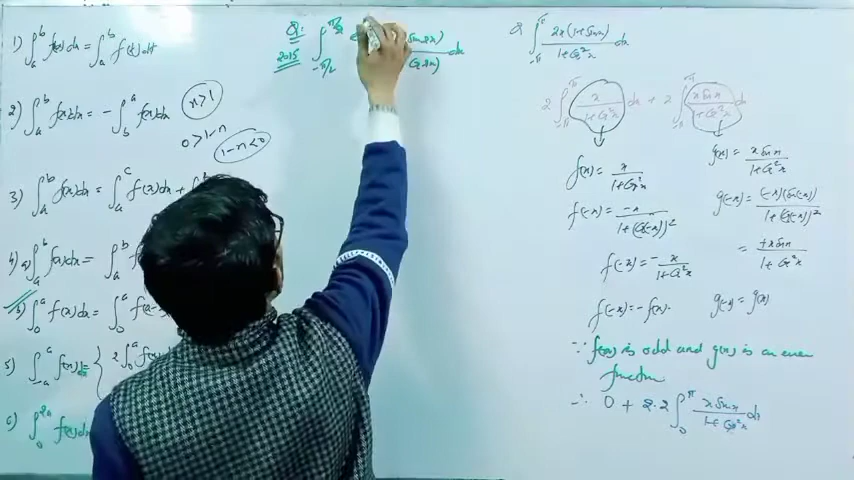 1) ∫_a^b f(x)dx = ∫_a^b f(t)dt
2) ∫_a^b f(x)dx = - ∫_b^a f(x)dx
x>1
0>1-x
1-x<0
3) ∫_a^b f(x)dx = ∫_a^c f(x)dx +
4) a) ∫_a^b f(x)dx = ∫_a^b
b) ∫_0^a f(x)dx = ∫_0^a f(a-x)
5) ∫_{-a}^a f(x)dx = { 2∫_0^a f(x)
6) ∫_0^{2a} f(x)dx
Q:
2015
∫_{-π/2}^{π/2} dx
Q ∫_{-π}^{π} 2x(1+Sinx)/(1+Cos²x) dx
2 ∫_{-π}^{π} x/(1+Cos²x) dx + 2 ∫_{-π}^{π} xSinx/(1+Cos²x) dx
f(x) = x/(1+Cos²x)
f(-x) = -x/(1+(Cos(-x))²
f(-x) = -x/(1+Cos²x)
f(-x) = -f(x).
g(x) = xSinx/(1+Cos²x)
g(-x) = (-x)(Sin(-x))/(1+(Cos(-x))²
= +xSinx/(1+Cos²x)
g(-x) = g(x)
∵ f(x) is odd and g(x) is an even
function
∴ 0 + 2·2 ∫_0^π xSinx/(1+Cos²x) dx